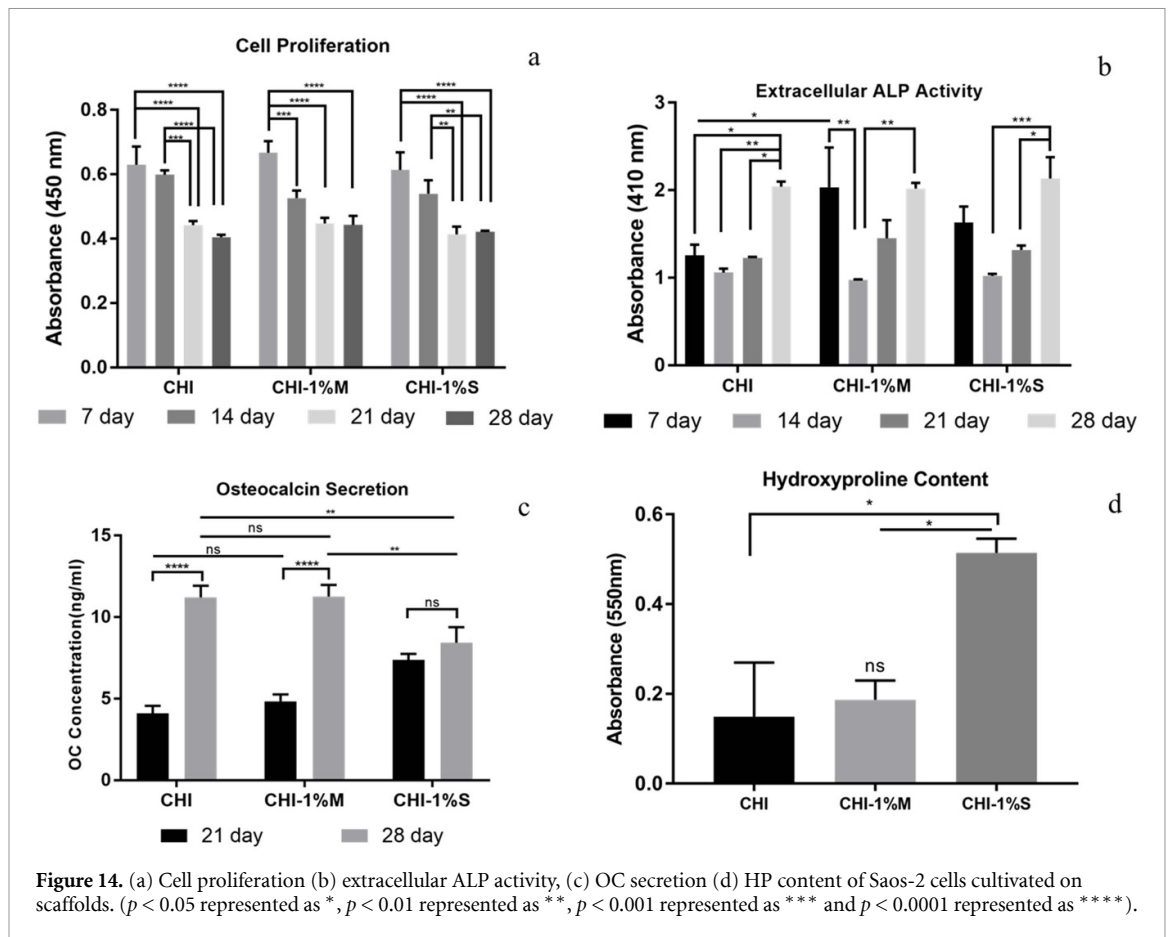 Cell Proliferation
a
Absorbance (450 nm)
0.8
0.6
0.4
0.2
0.0
****
****
****
***
****
****
***
****
****
**
**
CHI
CHI-1%M
CHI-1%S
7 day
14 day
21 day
28 day
b
Extracellular ALP Activity
Absorbance (410 nm)
3
2
1
0
*
*
**
*
**
**
***
*
CHI
CHI-1%M
CHI-1%S
7 day
14 day
21 day
28 day
Osteocalcin Secretion
c
OC Concentration(ng/ml)
15
10
5
0
**
ns
ns
**
****
****
ns
CHI
CHI-1%M
CHI-1%S
21 day
28 day
Hydroxyproline Content
d
Absorbance (550nm)
0.6
0.4
0.2
0.0
*
*
ns
CHI
CHI-1%M
CHI-1%S
Figure 14. (a) Cell proliferation (b) extracellular ALP activity, (c) OC secretion (d) HP content of Saos-2 cells cultivated on
scaffolds. (p < 0.05 represented as *, p < 0.01 represented as **, p < 0.001 represented as *** and p < 0.0001 represented as ****).